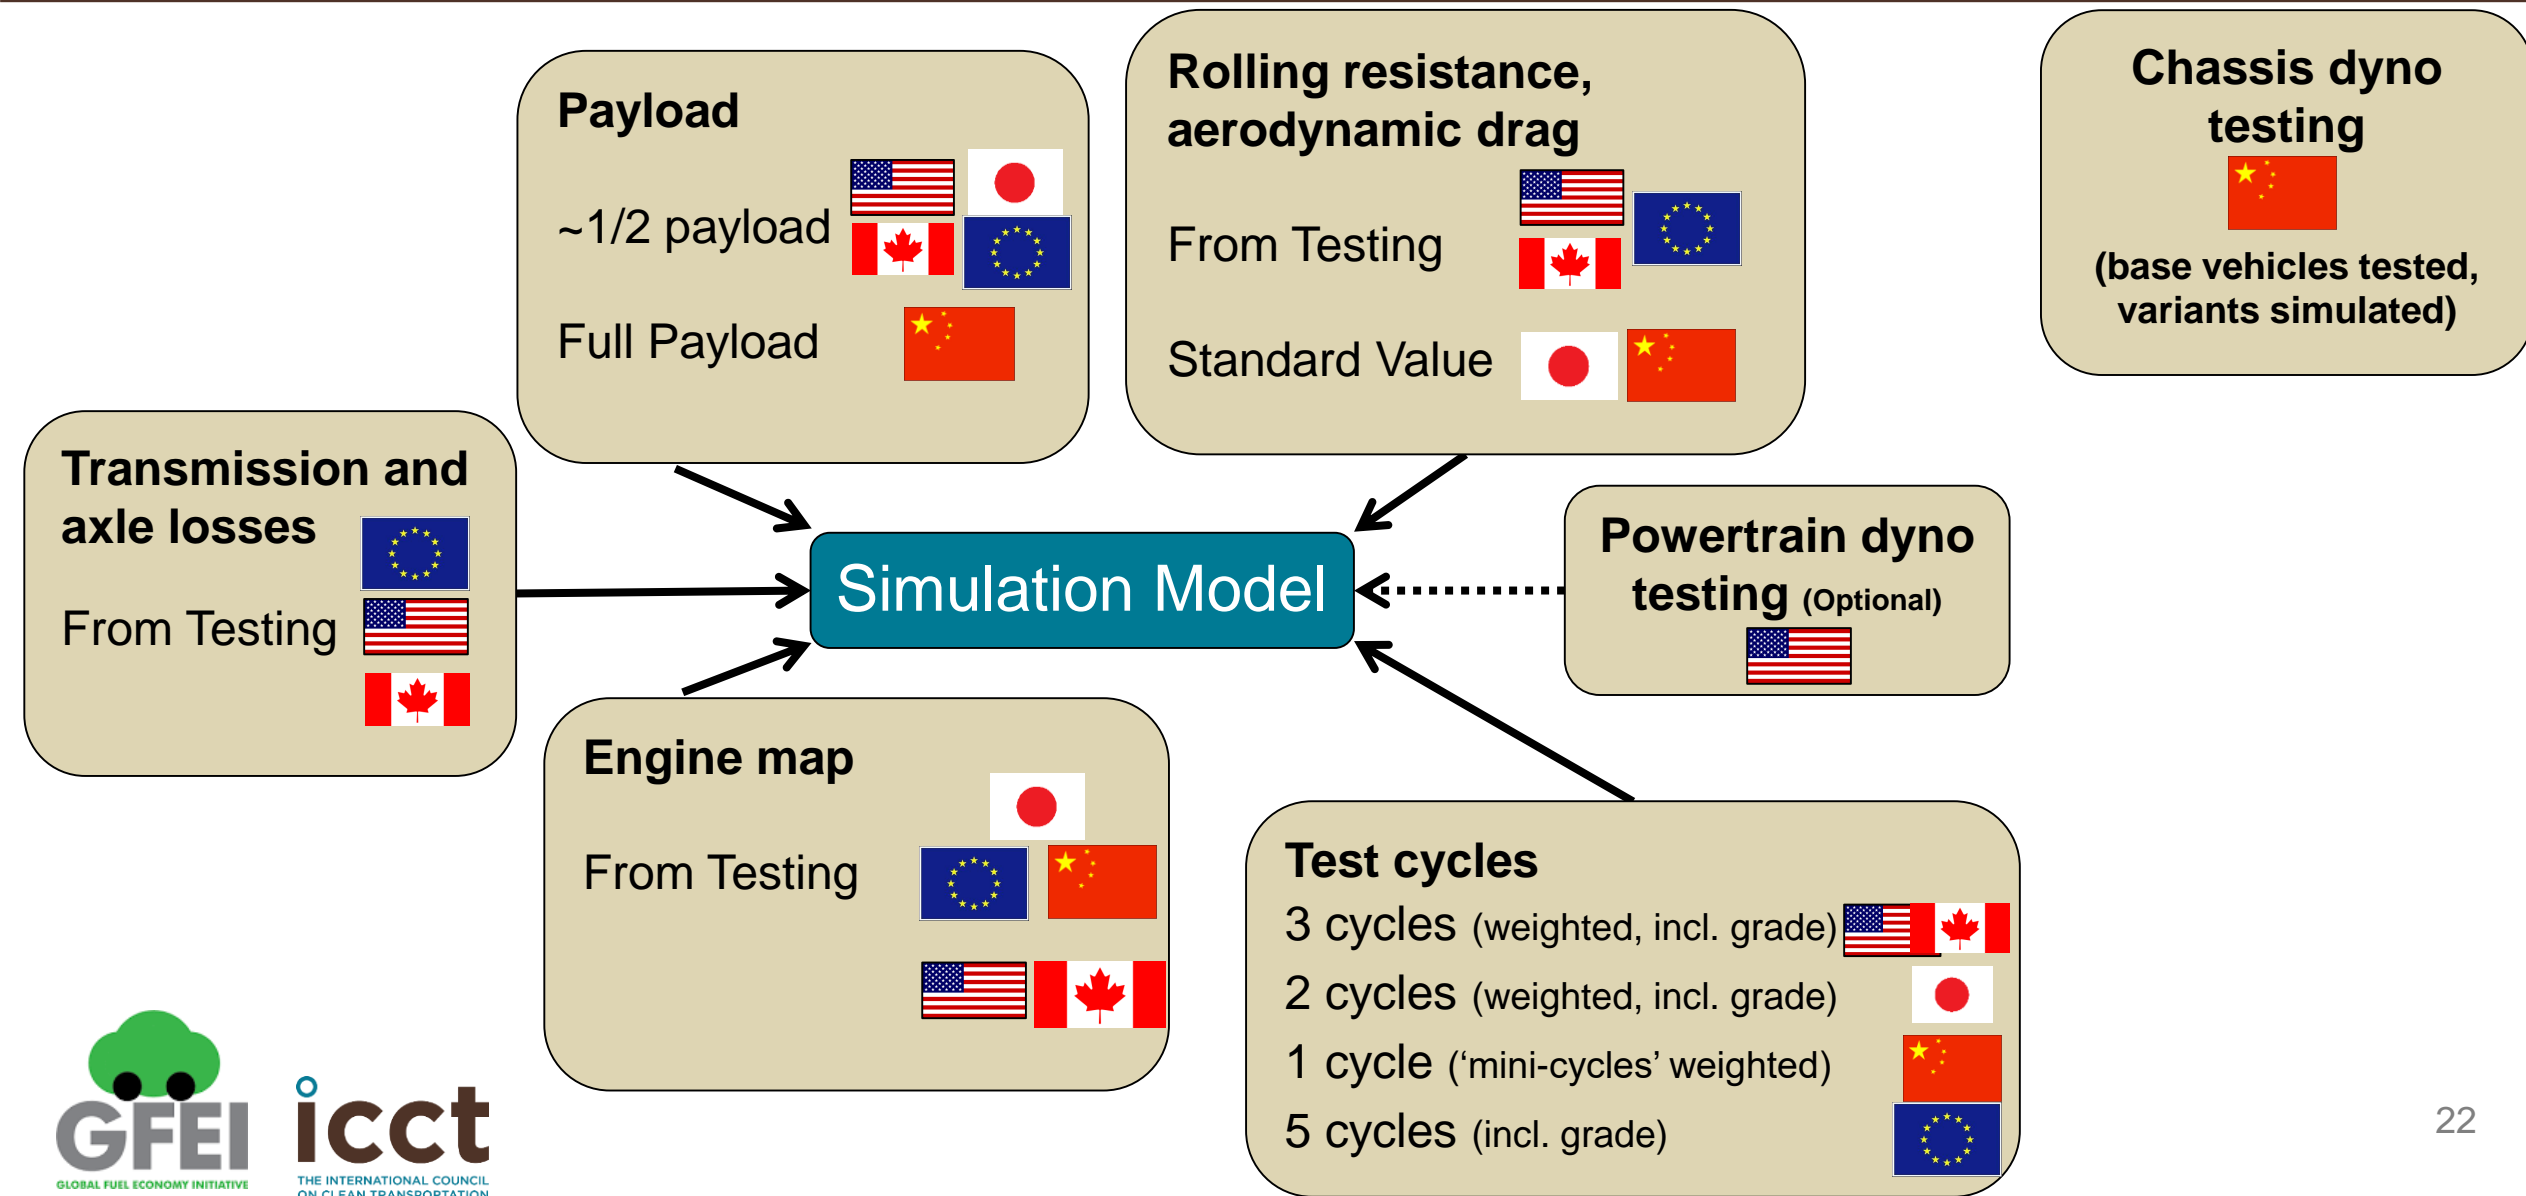 Payload
~1/2 payload
Full Payload
Rolling resistance,
aerodynamic drag
From Testing
Standard Value
Chassis dyno
testing
(base vehicles tested,
variants simulated)
Transmission and
axle losses
From Testing
Simulation Model
Powertrain dyno
testing (Optional)
Engine map
From Testing
Test cycles
3 cycles (weighted, incl. grade)
2 cycles (weighted, incl. grade)
1 cycle (‘mini-cycles’ weighted)
5 cycles (incl. grade)
GFEI
GLOBAL FUEL ECONOMY INITIATIVE
icct
THE INTERNATIONAL COUNCIL
ON CLEAN TRANSPORTATION
22